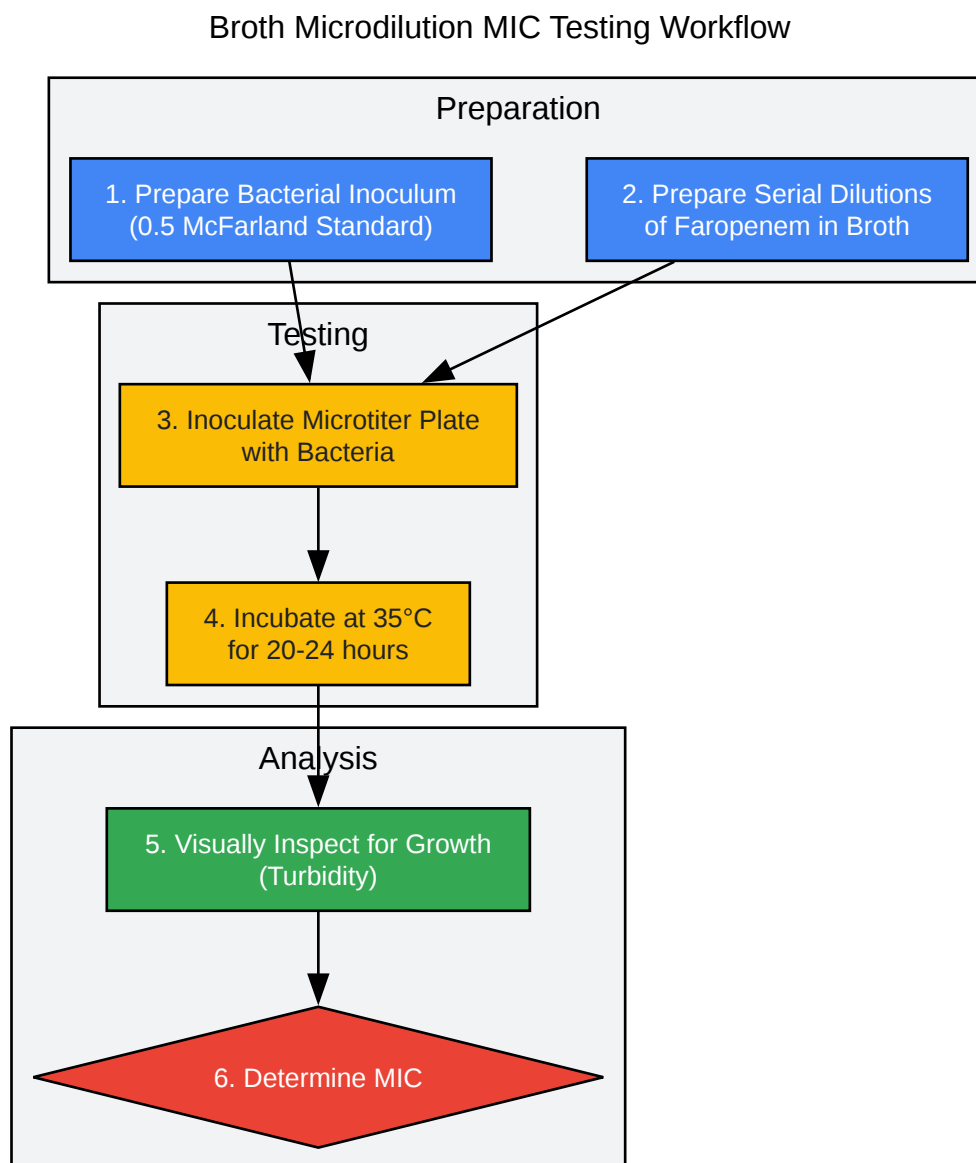 Broth Microdilution MIC Testing Workflow
Preparation
1. Prepare Bacterial Inoculum
(0.5 McFarland Standard)
2. Prepare Serial Dilutions
of Faropenem in Broth
Testing
3. Inoculate Microtiter Plate
with Bacteria
4. Incubate at 35°C
for 20-24 hours
Analysis
5. Visually Inspect for Growth
(Turbidity)
6. Determine MIC